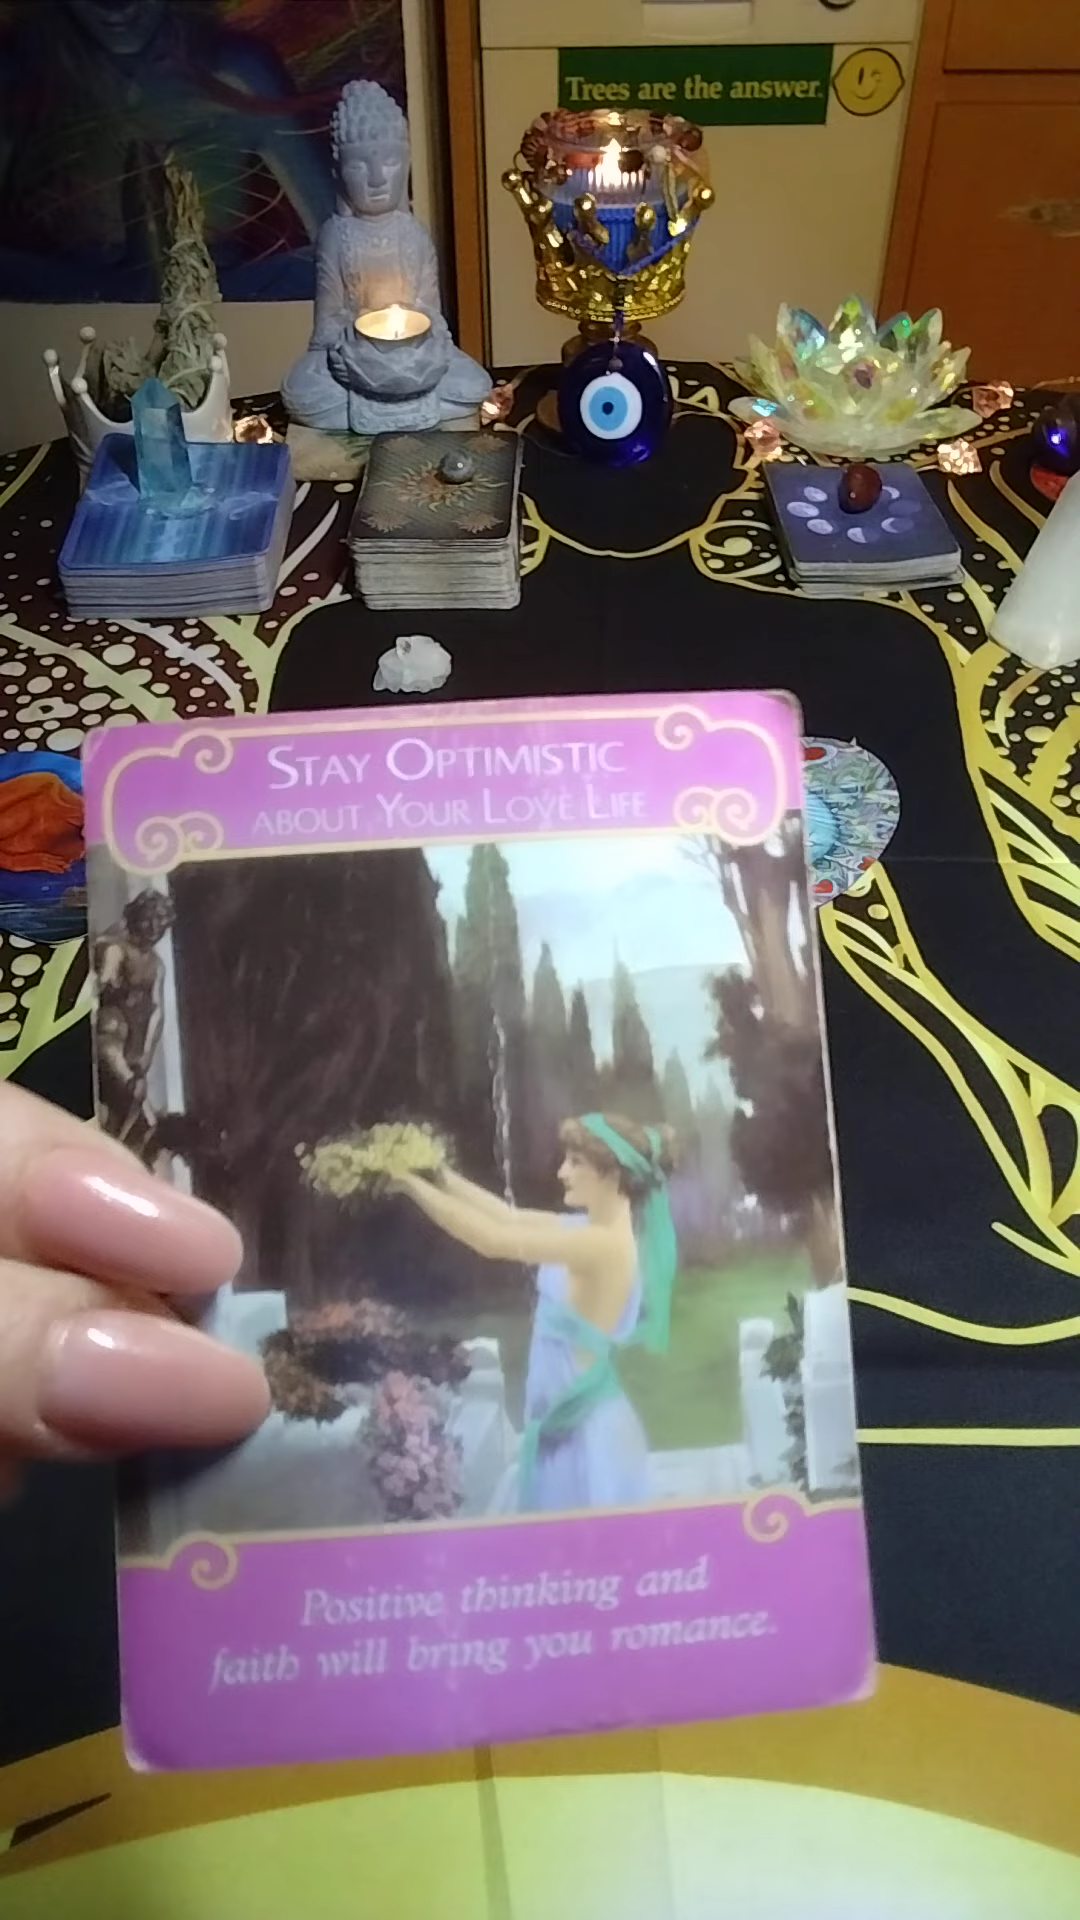 Trees are the answer.
STAY OPTIMISTIC
ABOUT YOUR LOVE LIFE
Positive thinking and
faith will bring you romance.